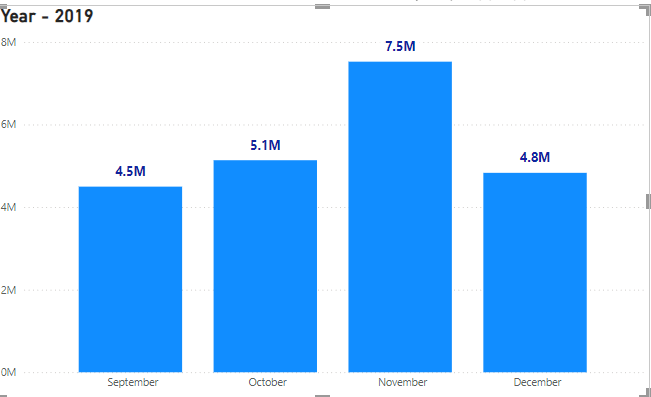 Year - 2019
8M
7.5M
6M
5.1M
4.8M
4.5M
4M
2M
0M
September October November December